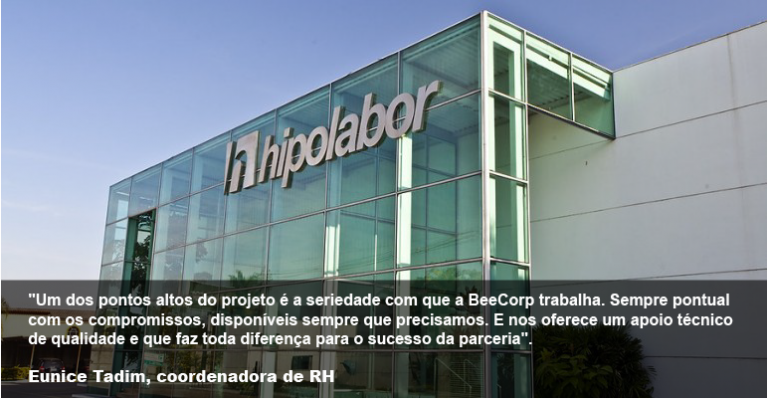 hipolabor
"Um dos pontos altos do projeto é a seriedade com que a BeeCorp trabalha. Sempre pontual
com os compromissos, disponíveis sempre que precisamos. E nos oferece um apoio técnico
de qualidade e que faz toda diferença para o sucesso da parceria".
Eunice Tadim, coordenadora de RH